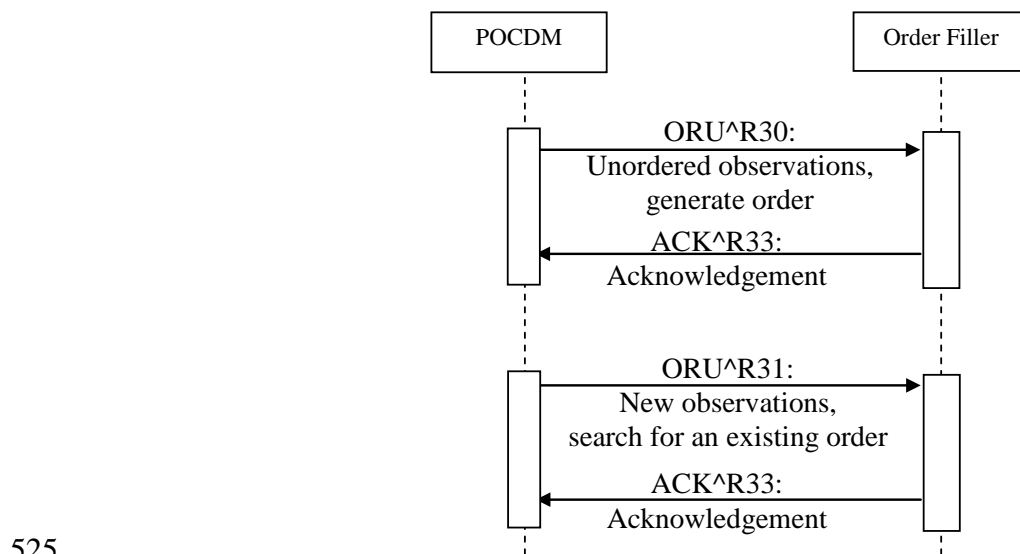 POCDM
Order Filler
ORU^R30:
Unordered observations,
generate order
ACK^R33:
Acknowledgement
ORU^R31:
New observations,
search for an existing order
ACK^R33:
Acknowledgement
525